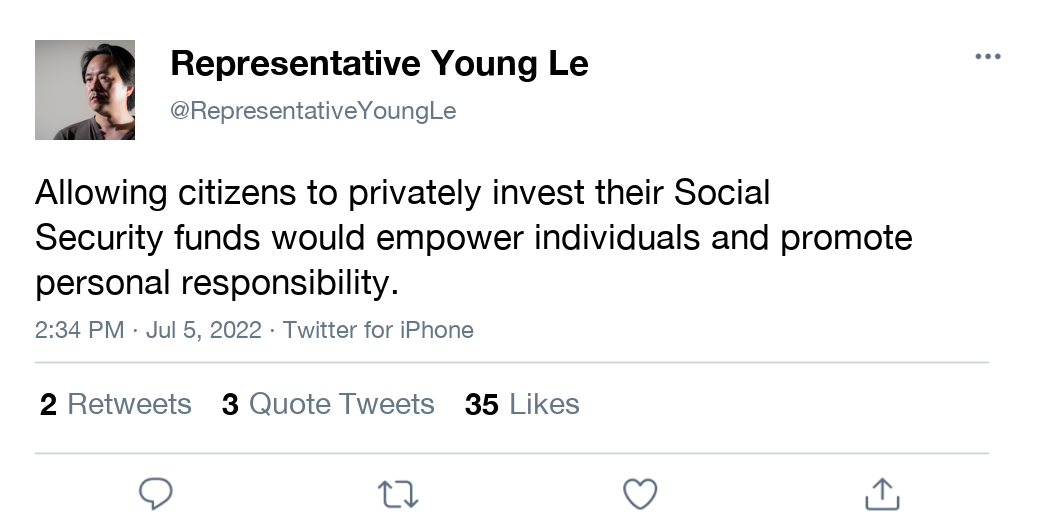 Representative Young Le
@RepresentativeYoungLe
Allowing citizens to privately invest their Social
Security funds would empower individuals and promote
personal responsibility.
2:34 PM · Jul 5, 2022 · Twitter for iPhone
2 Retweets 3 Quote Tweets 35 Likes